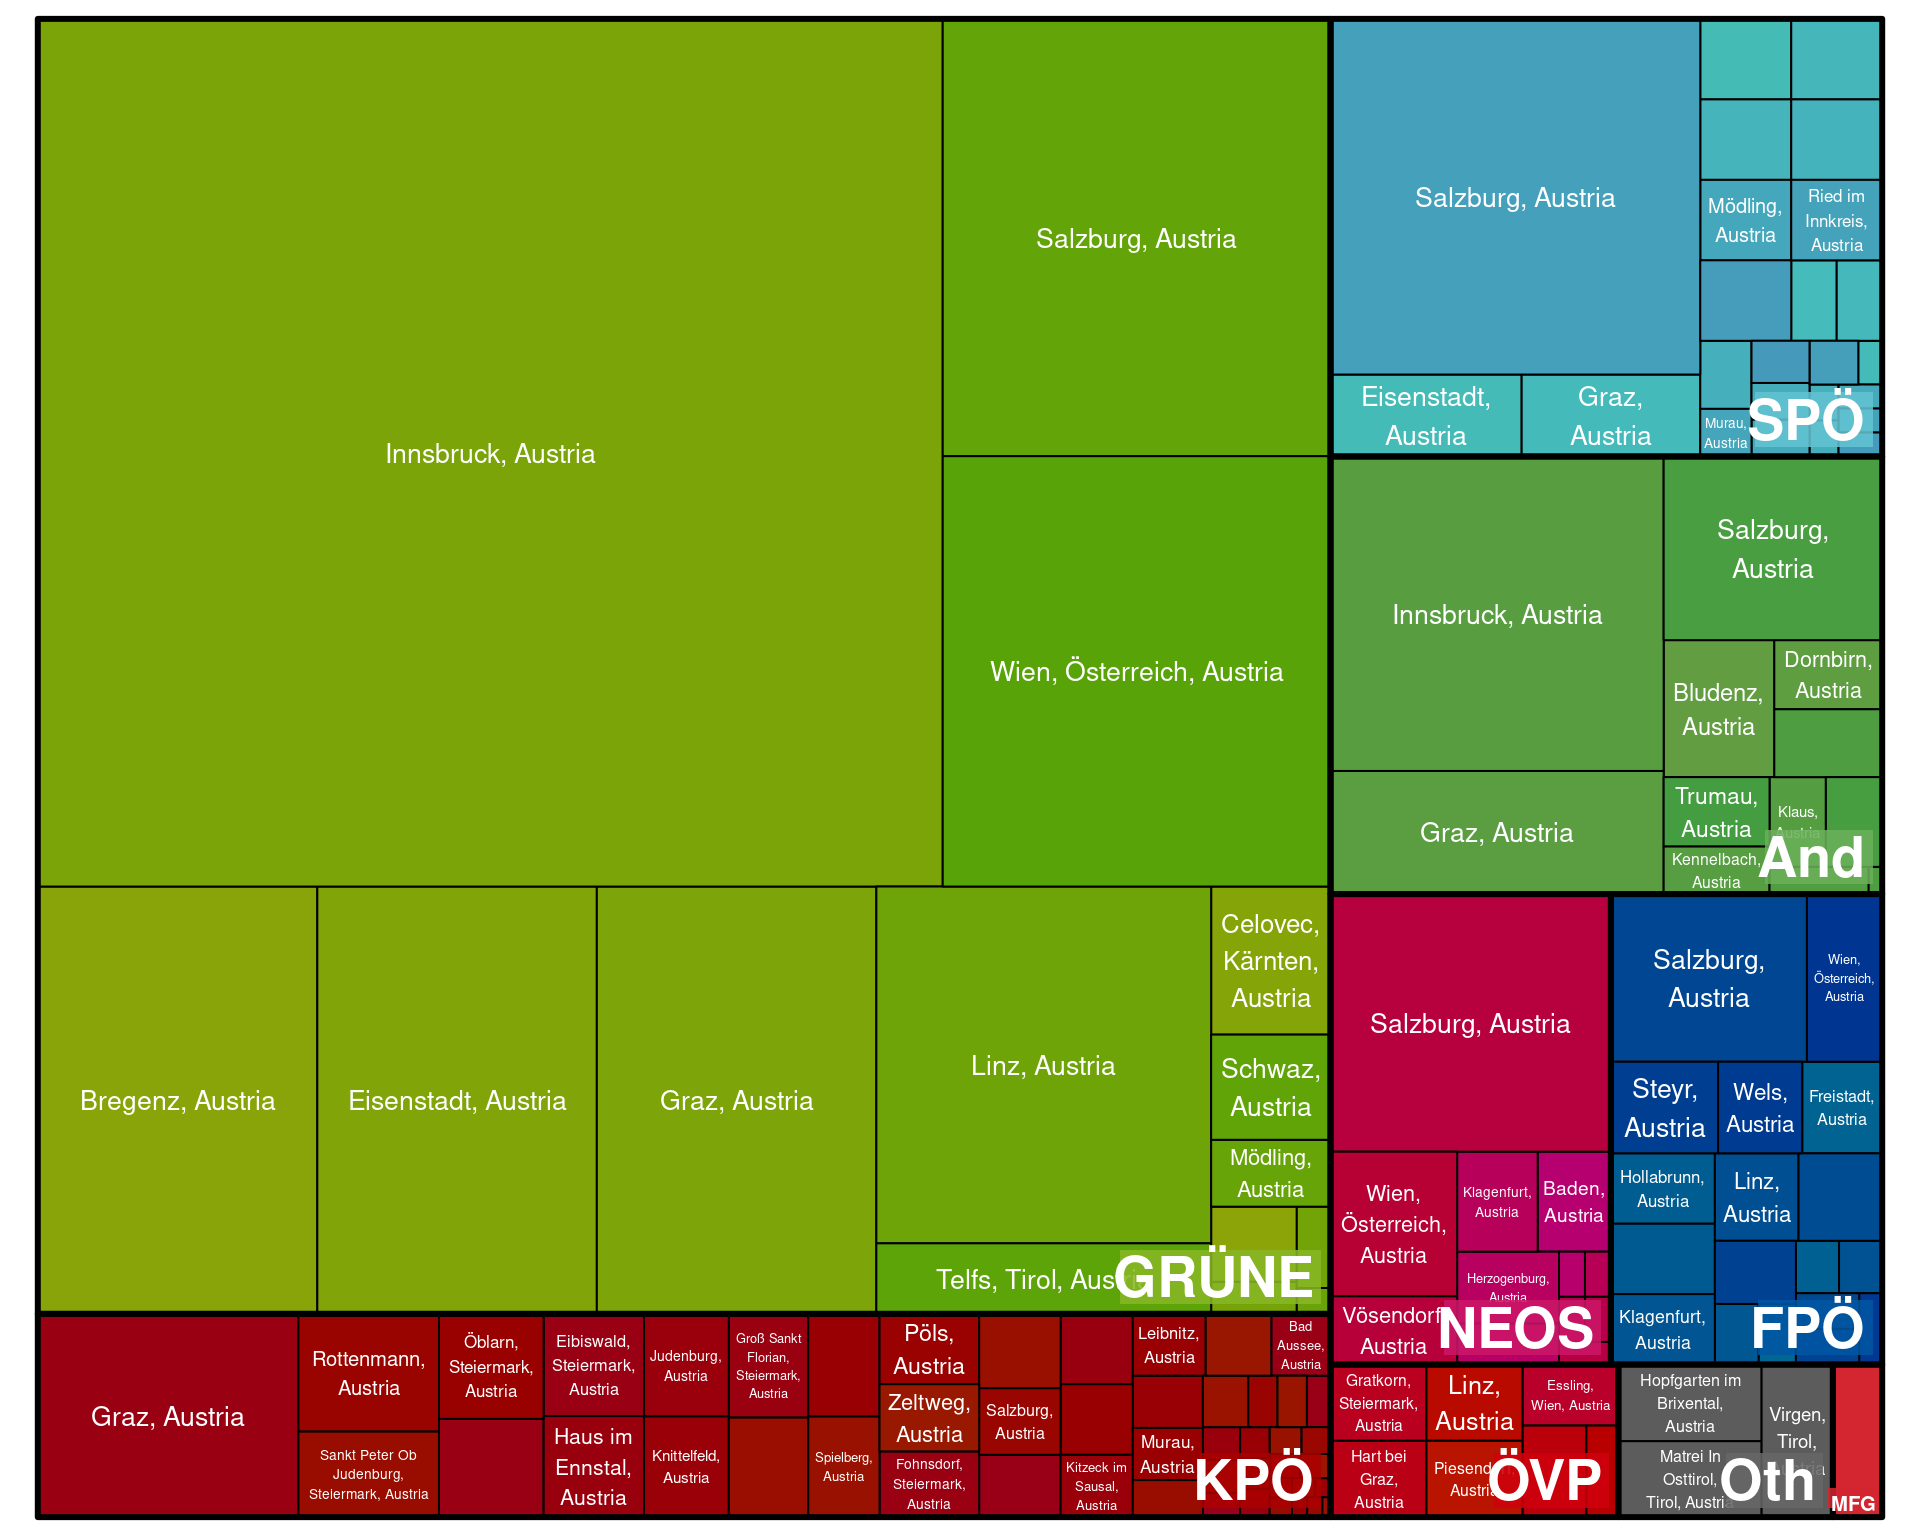 Innsbruck, Austria
Salzburg, Austria
Wien, Österreich, Austria
Bregenz, Austria
Eisenstadt, Austria
Graz, Austria
Linz, Austria
Celovec,
Kärnten,
Austria
Schwaz,
Austria
Mödling,
Austria
Telfs, Tirol, Aus
GRÜNE
Graz, Austria
Rottenmann,
Austria
Sankt Peter Ob
Judenburg,
Steiermark, Austria
Öblarn,
Steiermark,
Austria
Eibiswald,
Steiermark,
Austria
Haus im
Ennstal,
Austria
Judenburg,
Austria
Knittelfeld,
Austria
Groß Sankt
Florian,
Steiermark,
Austria
Spielberg,
Austria
Pöls,
Austria
Zeltweg,
Austria
Fohnsdorf,
Steiermark,
Austria
Salzburg,
Austria
Kitzeck im
Sausal,
Austria
Leibnitz,
Austria
Murau,
Austria
Bad
Aussee,
Austria
KPÖ
Salzburg, Austria
Eisenstadt,
Austria
Graz,
Austria
Mödling,
Austria
Ried im
Innkreis,
Austria
Murau,
Austria
SPÖ
Innsbruck, Austria
Graz, Austria
Salzburg,
Austria
Bludenz,
Austria
Dornbirn,
Austria
Trumau,
Austria
Klaus,
Austria
Kennelbach,
Austria
And
Salzburg, Austria
Wien,
Österreich,
Austria
Klagenfurt,
Austria
Baden,
Austria
Herzogenburg,
Austria
Vösendorf,
Austria
NEOS
Salzburg,
Austria
Wien,
Österreich,
Austria
Steyr,
Austria
Wels,
Austria
Freistadt,
Austria
Hollabrunn,
Austria
Linz,
Austria
Klagenfurt,
Austria
FPÖ
Gratkorn,
Steiermark,
Austria
Hart bei
Graz,
Austria
Linz,
Austria
Piesendorf,
Austria
Essling,
Wien, Austria
ÖVP
Hopfgarten im
Brixental,
Austria
Matrei In
Osttirol,
Tirol, Austria
Virgen,
Tirol,
Austria
Oth
MFG